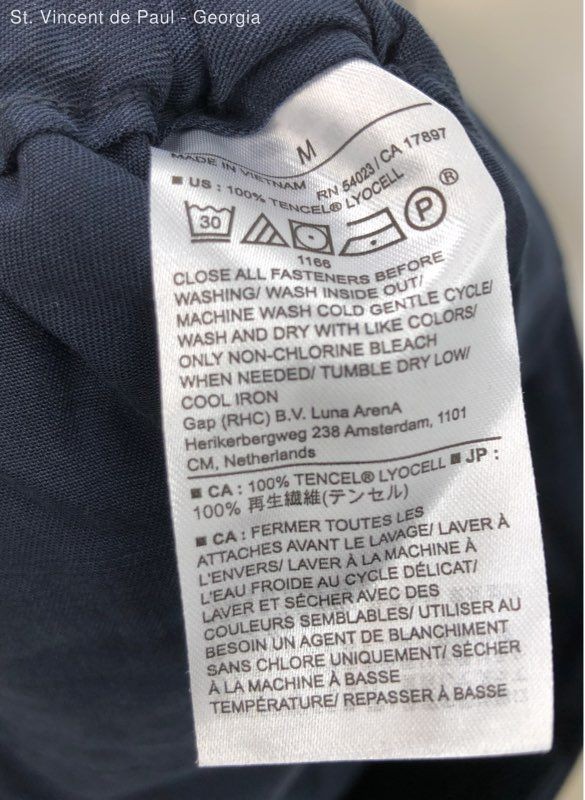 St. Vincent de Paul - Georgia
M
MADE IN VIETNAM RN 54023 / CA 17897
■ US : 100% TENCEL® LYOCELL
30 P ®
1166
CLOSE ALL FASTENERS BEFORE
WASHING/ WASH INSIDE OUT/
MACHINE WASH COLD GENTLE CYCLE/
WASH AND DRY WITH LIKE COLORS/
ONLY NON-CHLORINE BLEACH
WHEN NEEDED/ TUMBLE DRY LOW/
COOL IRON
Gap (RHC) B.V. Luna ArenA
Herikerbergweg 238 Amsterdam, 1101
CM, Netherlands
■ CA : 100% TENCEL® LYOCELL ■ JP :
100% 再生繊維(テンセル)
■ CA : FERMER TOUTES LES
ATTACHES AVANT LE LAVAGE/ LAVER À
L'ENVERS/ LAVER À LA MACHINE À
L'EAU FROIDE AU CYCLE DÉLICAT/
LAVER ET SÉCHER AVEC DES
COULEURS SEMBLABLES/ UTILISER AU
BESOIN UN AGENT DE BLANCHIMENT
SANS CHLORE UNIQUEMENT/ SÉCHER
À LA MACHINE À BASSE
TEMPÉRATURE/ REPASSER À BASSE